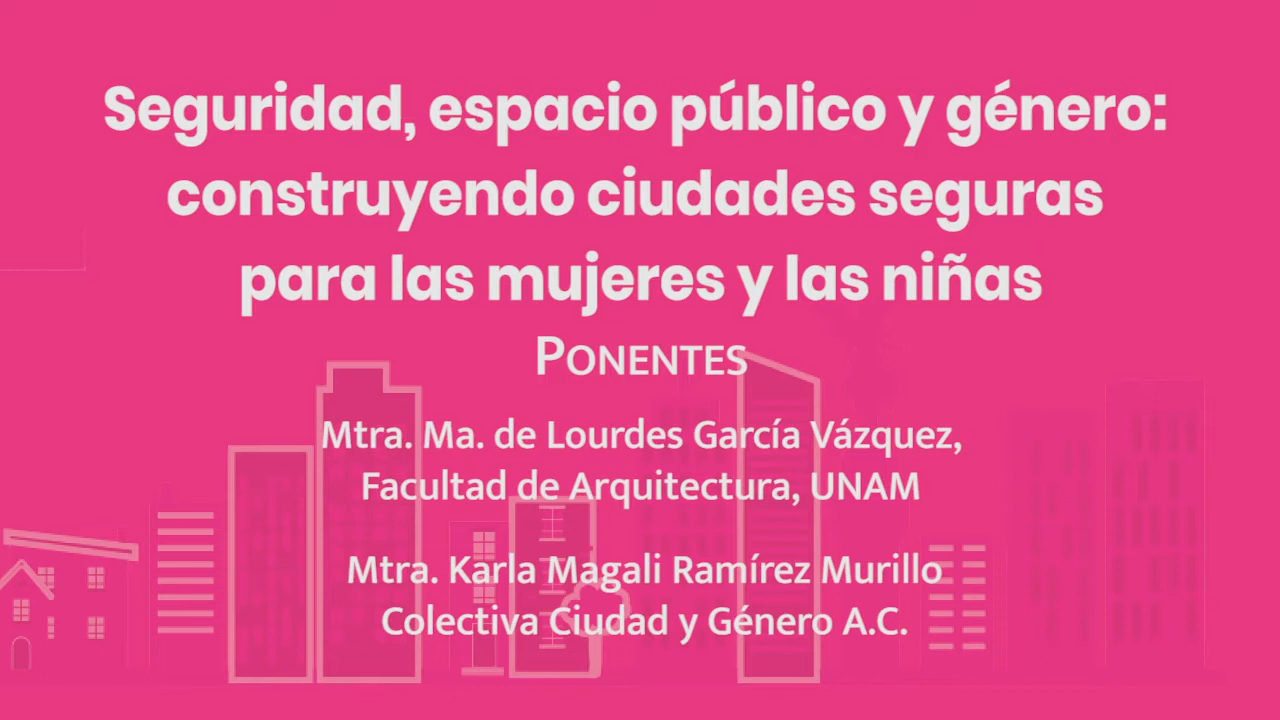 Seguridad, espacio público y género:
construyendo ciudades seguras
para las mujeres y las niñas
PONENTES
Mtra. Ma. de Lourdes García Vázquez,
Facultad de Arquitectura, UNAM
Mtra. Karla Magali Ramírez Murillo
Colectiva Ciudad y Género A.C.